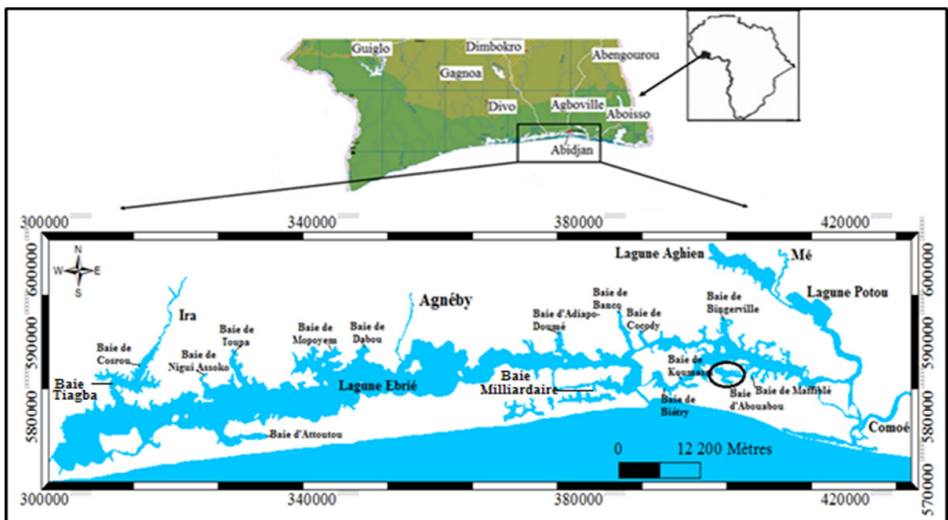 Guiglo
Dimbokro
Abengourou
Gagnoa
Divo
Agboville
Aboisso
Abidjan
300000
340000
380000
420000
N
W
E
S
600000
590000
580000
Lagune Aghien
Mé
600000
590000
580000
570000
Ira
Agnéby
Lagune Potou
Baie de
Banco
Baie de
Bingerville
Baie d'Adiapo-
Doumé
Baie de
Cocody
Baie de
Toupa
Baie de
Mopoyem
Baie de
Dabou
Baie de
Cosrou
Baie de
Nigui Assoko
Baie
Tiagba
Lagune Ebrié
Baie
Milliardaire
Baie de
Koumassi
Baie de Maffiblé
Baie
d'Abouabou
Baie de
Biétry
Comoé
Baie d'Attoutou
0
12 200 Mètres
300000
340000
380000
420000